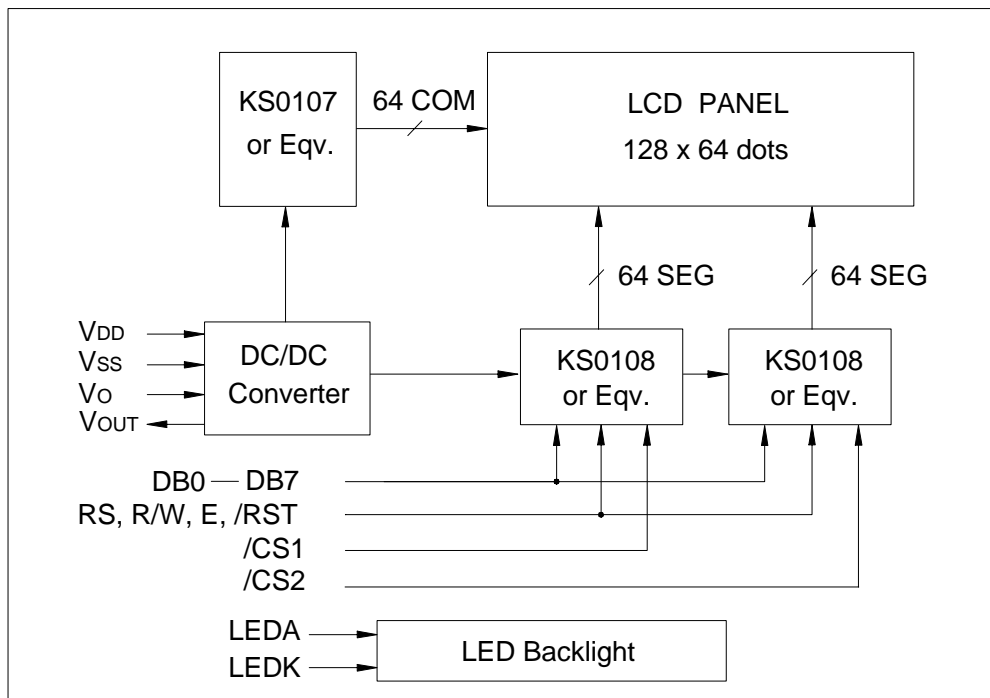 KS0107
or Eqv.
64 COM
LCD PANEL
128 x 64 dots
64 SEG
64 SEG
VDD
VSS
VO
VOUT
DC/DC
Converter
KS0108
or Eqv.
KS0108
or Eqv.
DB0 — DB7
RS, R/W, E, /RST
/CS1
/CS2
LEDA
LEDK
LED Backlight